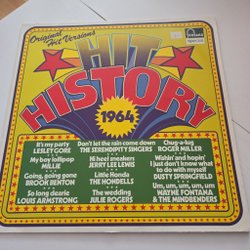 Original
Hit Versions
fontana
HIT
HISTORY
1964
It's my party
LESLEY GORE
My boy lollipop
MILLIE
Going, going gone
BROOK BENTON
So long dearie
LOUIS ARMSTRONG
Don't let the rain come down
THE SERENDIPITY SINGERS
Hi heel sneakers
JERRY LEE LEWIS
Little Honda
THE HONDELLS
The wedding
JULIE ROGERS
Chug-a-lug
ROGER MILLER
Wishin' and hopin'
I just don't know what
to do with myself
DUSTY SPRINGFIELD
Um, um, um, um, um
WAYNE FONTANA
& THE MINDBENDERS